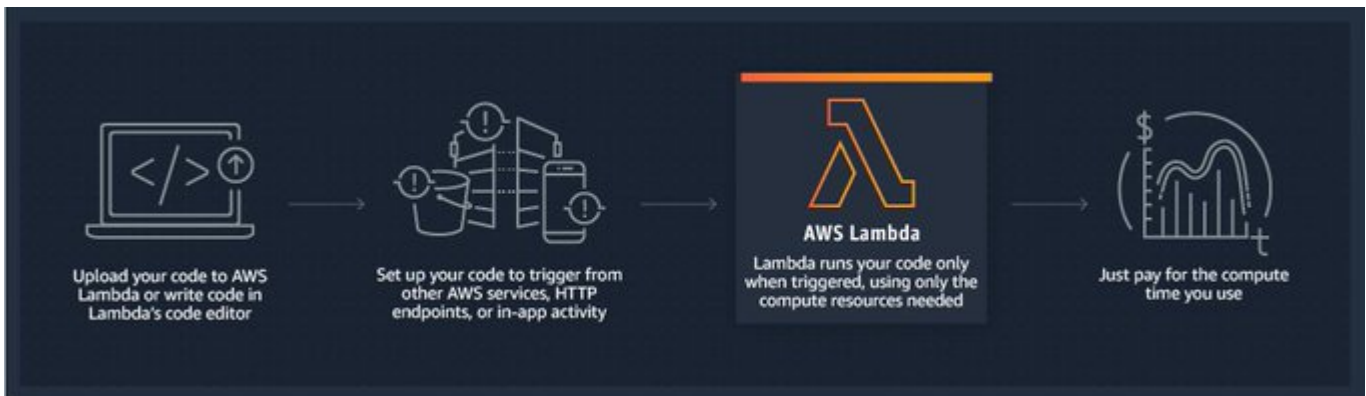 </>
Upload your code to AWS
Lambda or write code in
Lambda's code editor
Set up your code to trigger from
other AWS services, HTTP
endpoints, or in-app activity
AWS Lambda
Lambda runs your code only
when triggered, using only the
compute resources needed
$
t
Just pay for the compute
time you use